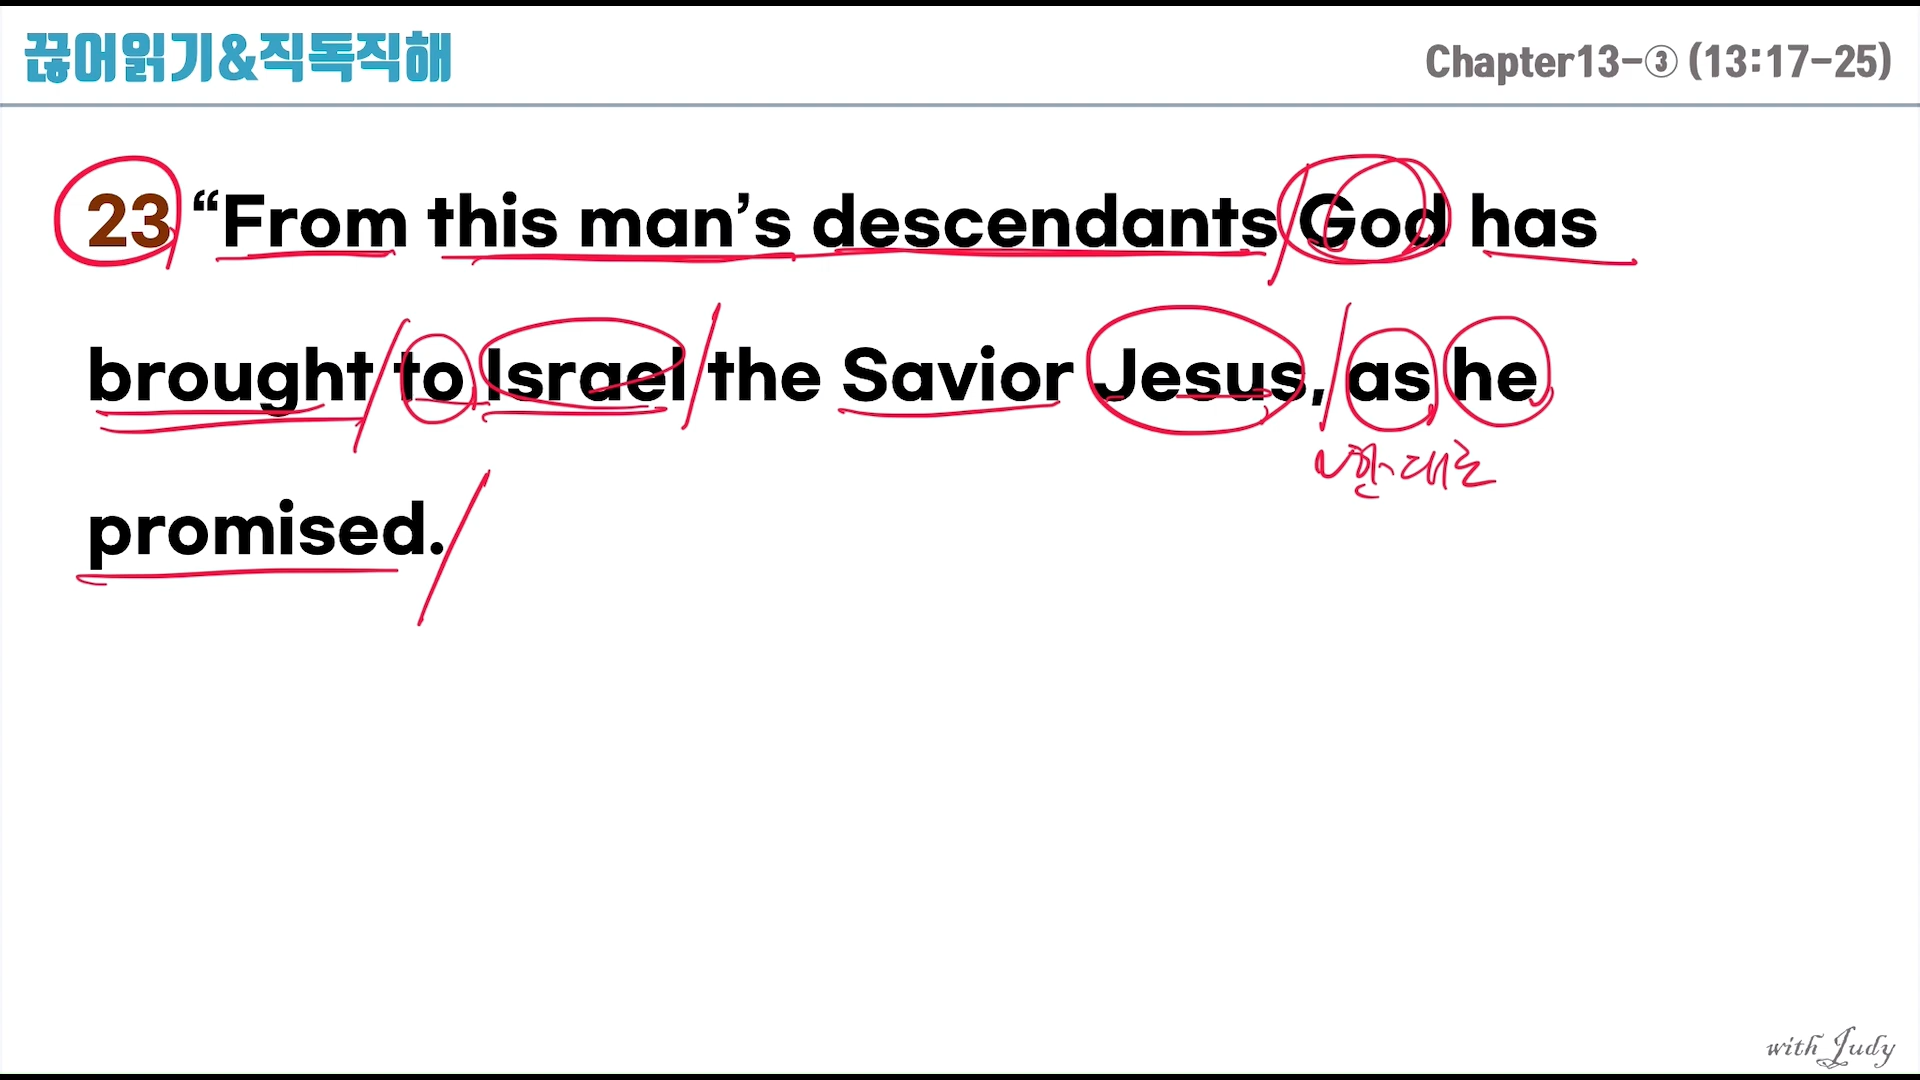 끊어읽기&직독직해
Chapter13-③ (13:17-25)
23 “From this man’s descendants God has
brought to Israel the Savior Jesus, as he
~한대로
promised.
with Judy